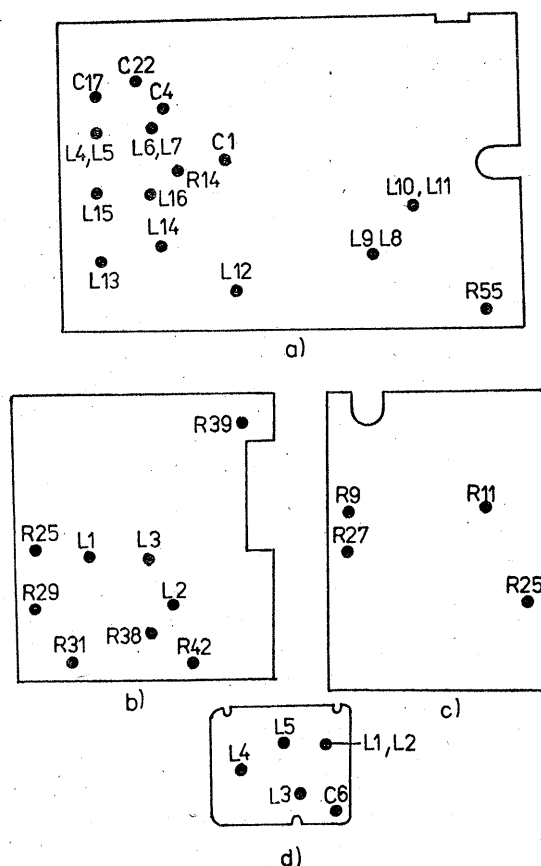 C22
C17
C4
L4,L5
L6,L7
C1
R14
L15
L16
L10,L11
L14
L9 L8
L13
L12
R55
a)
R39
R25
L1
L3
R29
L2
R38
R31
R42
b)
R9
R11
R27
R25
c)
L5
L1,L2
L4
L3
C6
d)